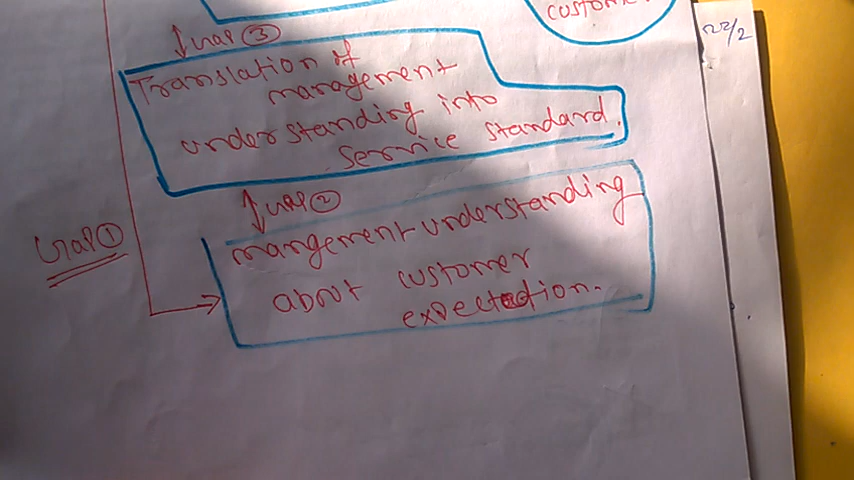 custome
22/2
Gap ③
Translation of
management
understanding into
service standard.
Gap ②
Gap ①
mangement understanding
about customer
expectation.